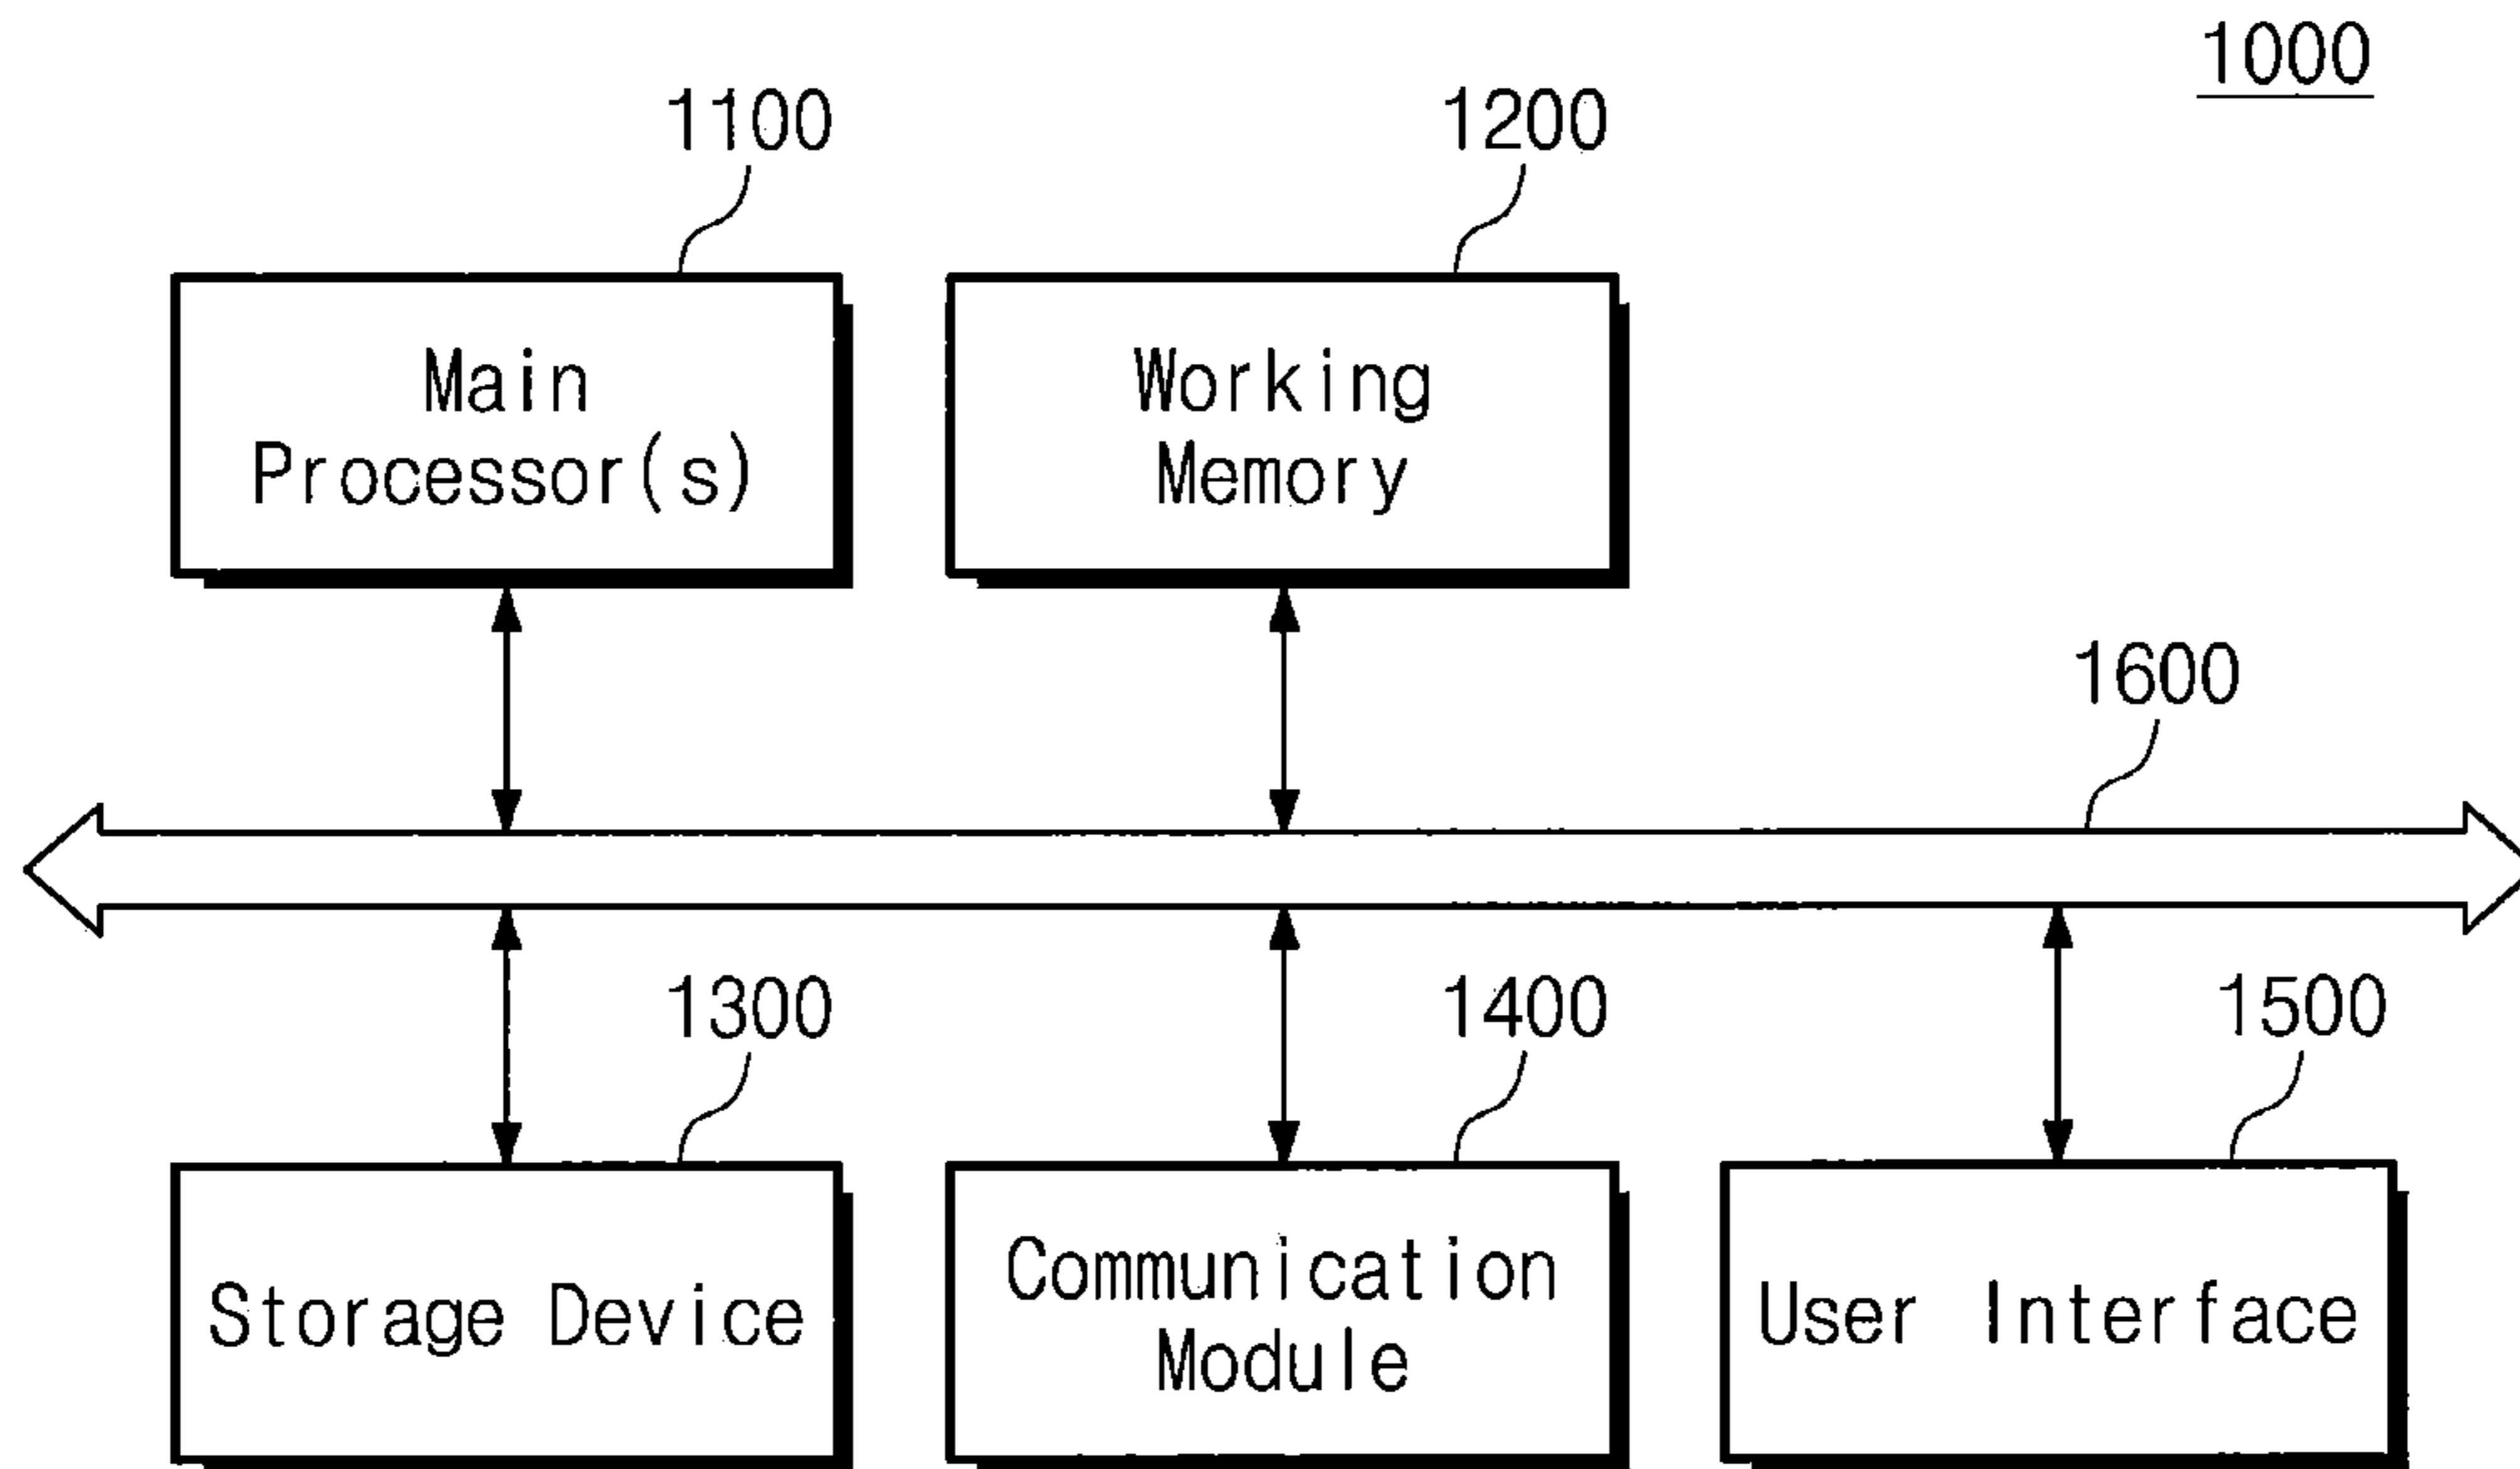 1000
1100
1200
Main
Processor(s)
Working
Memory
1600
1300
1400
1500
Storage Device
Communication
Module
User Interface